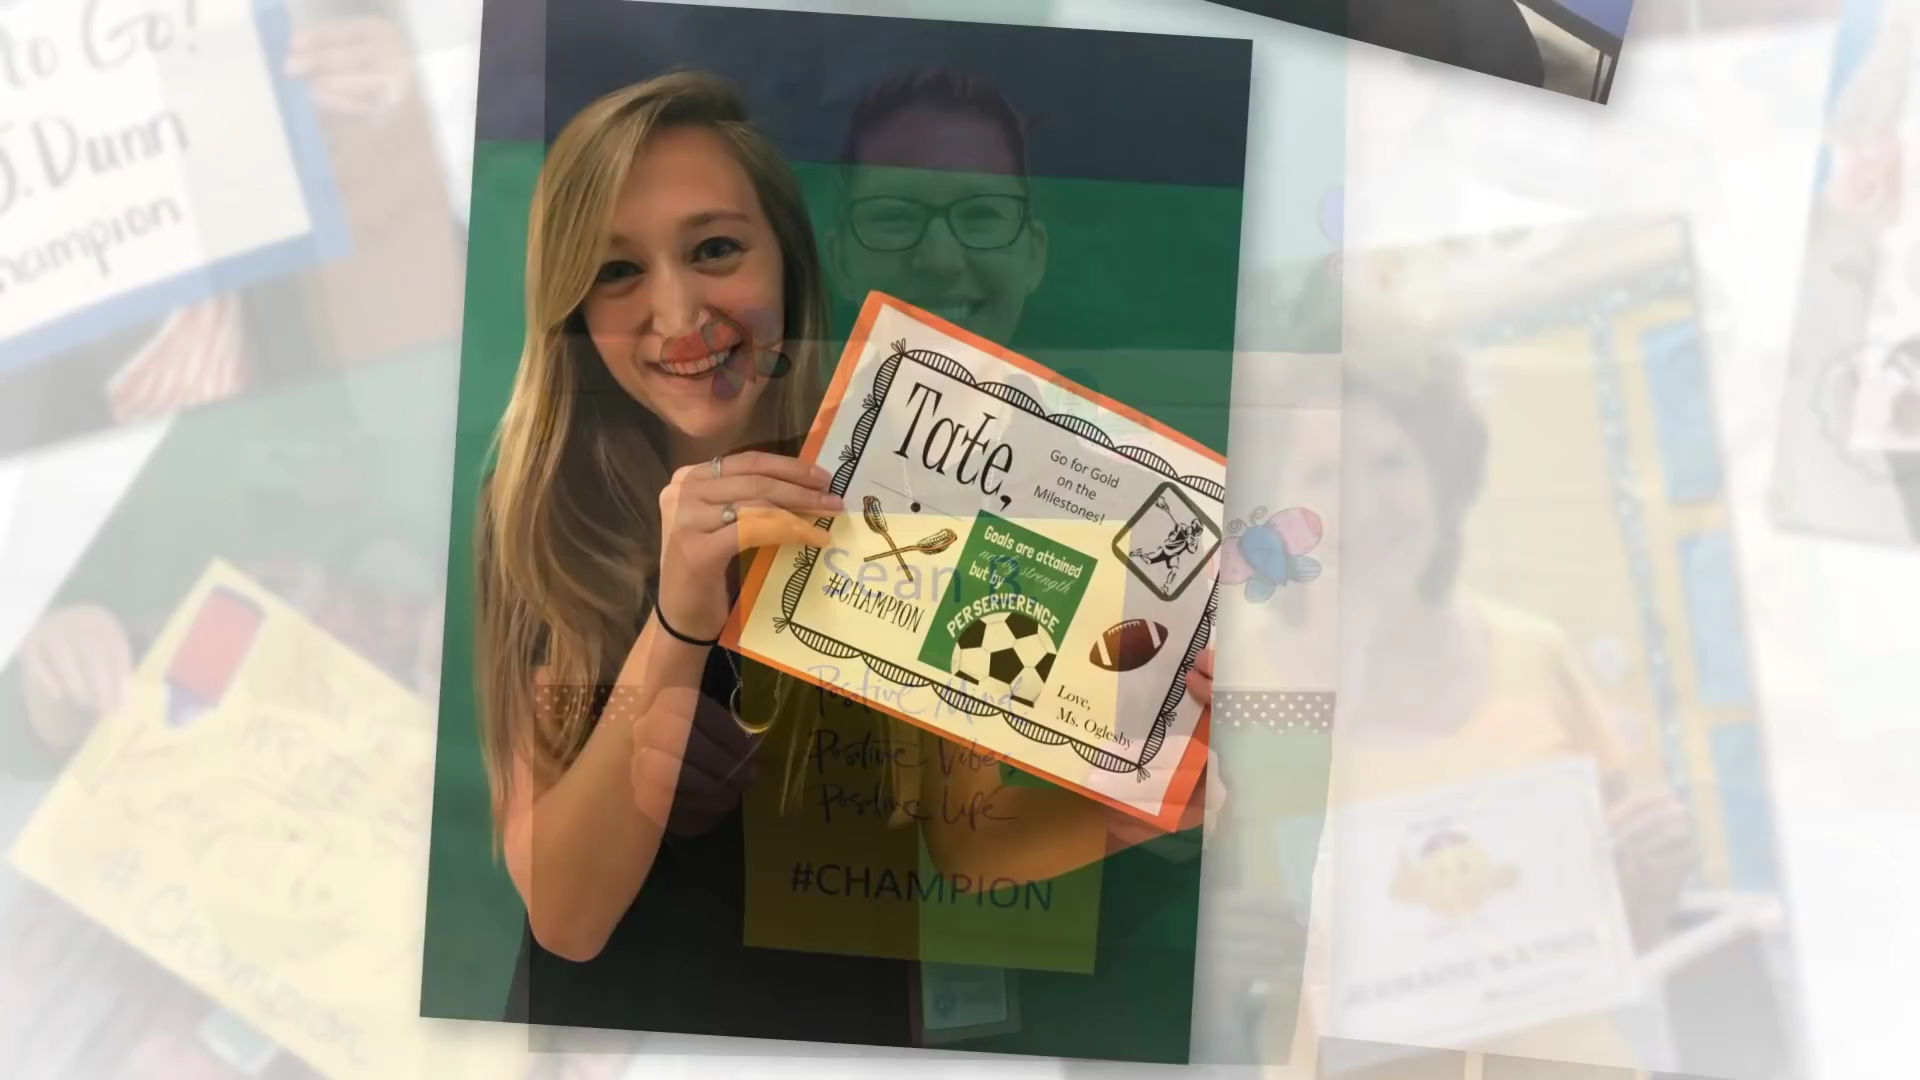 to Go!
J. Dunn
champion
Tate,
Go for Gold
on the
Milestones!
Goals are attained
not by strength
but by
PERSERVERENCE
#CHAMPION
Love,
Ms. Oglesby
Sean B.
Positive Mind.
Positive Vibes
Positive Life
#CHAMPION
# Champion